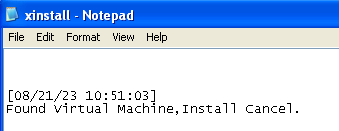 xinstall - Notepad
File Edit Format View Help
[08/21/23 10:51:03]
Found Virtual Machine,Install Cancel.